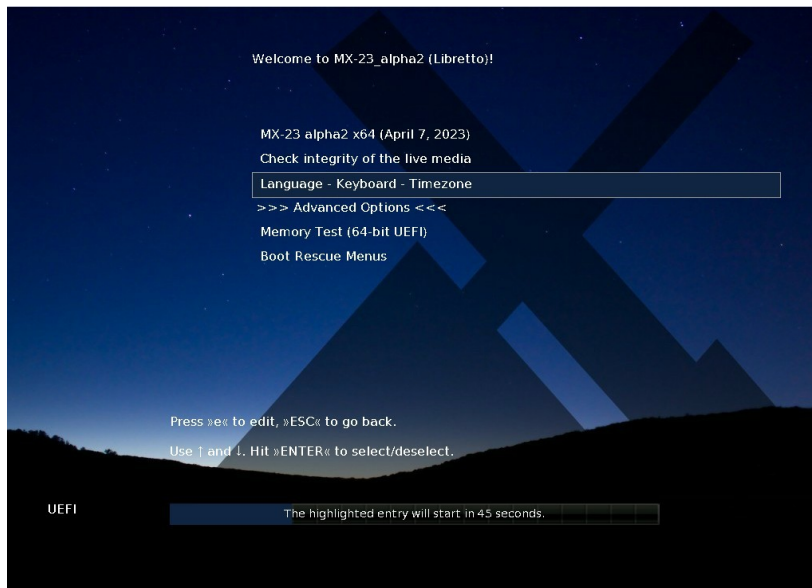 Welcome to MX-23_alpha2 (Libretto)!
MX-23 alpha2 x64 (April 7, 2023)
Check integrity of the live media
Language - Keyboard - Timezone
>>> Advanced Options <<<
Memory Test (64-bit UEFI)
Boot Rescue Menus
Press »e« to edit, »ESC« to go back.
Use ↑ and ↓. Hit »ENTER« to select/deselect.
UEFI
The highlighted entry will start in 45 seconds.